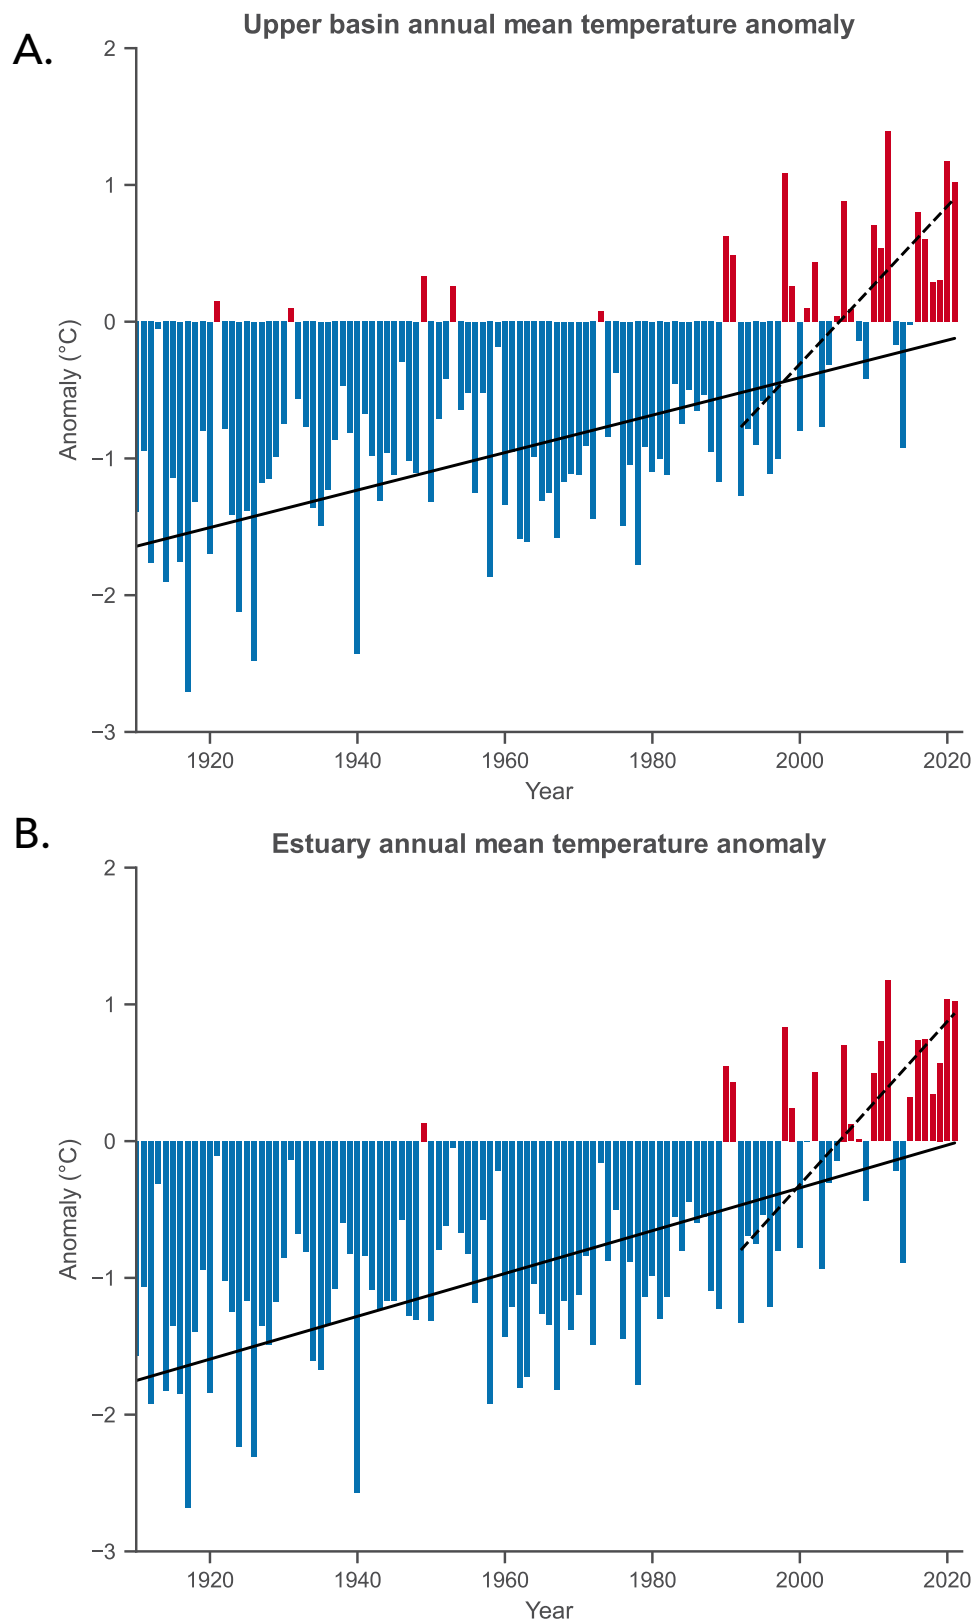 A.
Upper basin annual mean temperature anomaly
2
1
0
−1
−2
−3
Anomaly (°C)
1920 1940 1960 1980 2000 2020
Year
B.
Estuary annual mean temperature anomaly
2
1
0
−1
−2
−3
Anomaly (°C)
1920 1940 1960 1980 2000 2020
Year